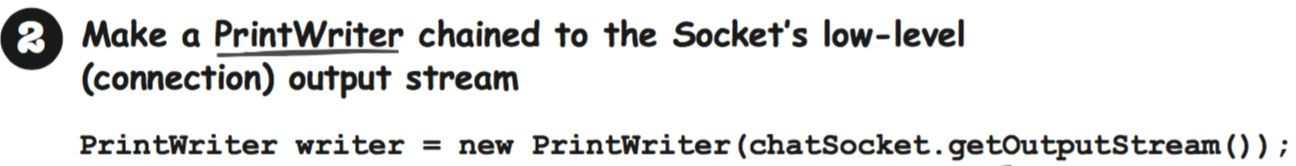 2 Make a PrintWriter chained to the Socket's low-level
(connection) output stream
PrintWriter writer = new PrintWriter(chatSocket.getOutputStream());